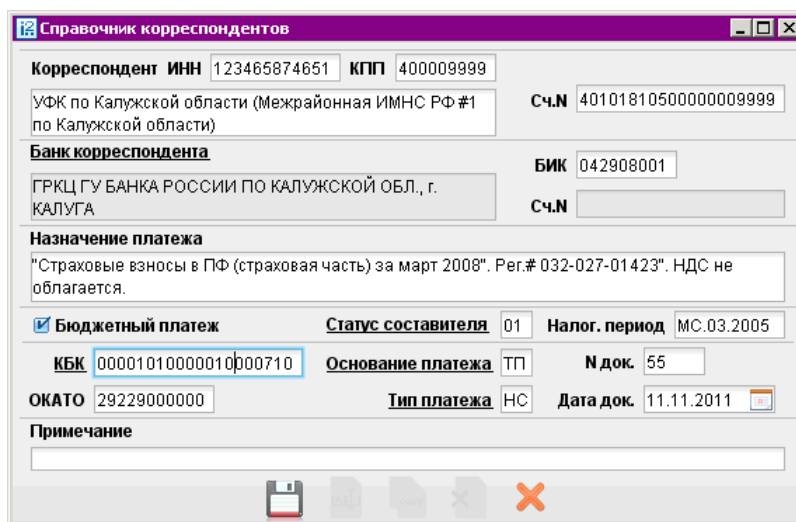 Справочник корреспондентов
Корреспондент ИНН 123465874651 КПП 400009999
УФК по Калужской области (Межрайонная ИМНС РФ #1
по Калужской области)
Сч.N 40101810500000009999
Банк корреспондента
БИК 042908001
ГРКЦ ГУ БАНКА РОССИИ ПО КАЛУЖСКОЙ ОБЛ., г.
КАЛУГА
Сч.N
Назначение платежа
"Страховые взносы в ПФ (страховая часть) за март 2008". Рег.# 032-027-01423". НДС не
облагается.
Бюджетный платеж Статус составителя 01 Налог. период МС.03.2005
КБК 00001010000010000710 Основание платежа ТП N док. 55
ОКАТО 29229000000 Тип платежа НС Дата док. 11.11.2011
Примечание